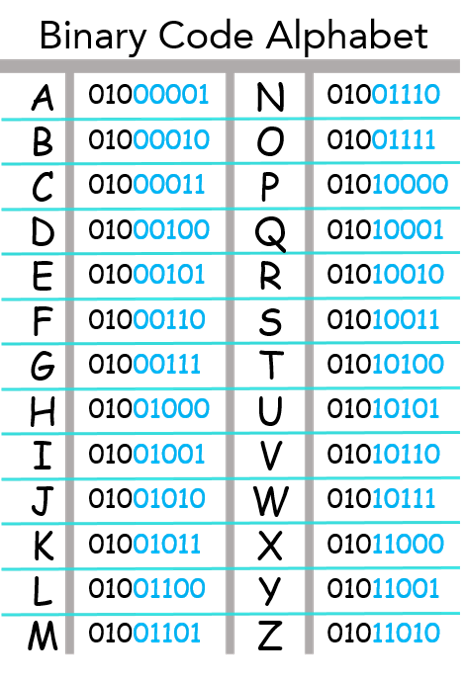 Binary Code Alphabet
A 01000001 N 01001110
B 01000010 O 01001111
C 01000011 P 01010000
D 01000100 Q 01010001
E 01000101 R 01010010
F 01000110 S 01010011
G 01000111 T 01010100
H 01001000 U 01010101
I 01001001 V 01010110
J 01001010 W 01010111
K 01001011 X 01011000
L 01001100 Y 01011001
M 01001101 Z 01011010